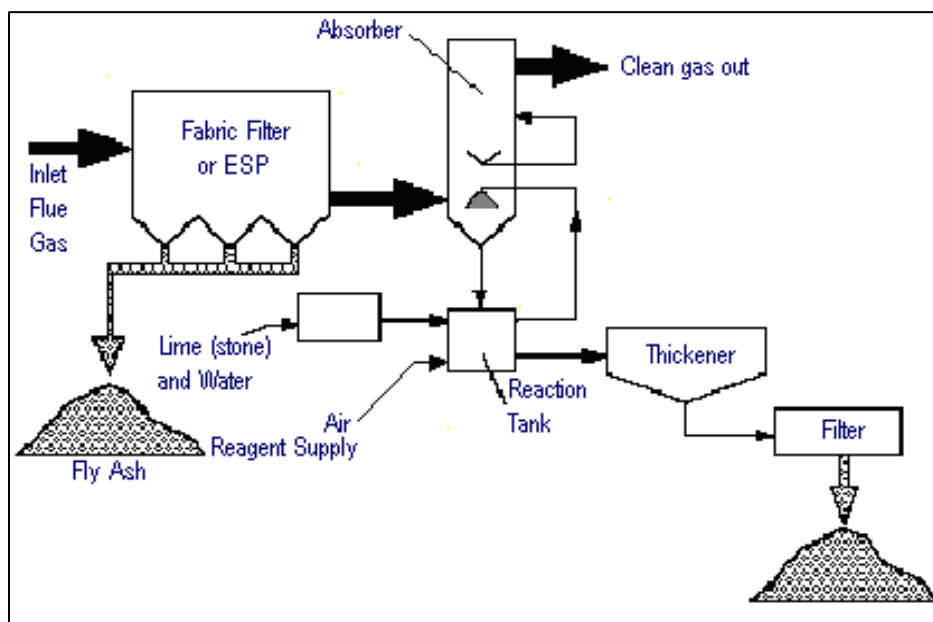 Absorber
Clean gas out
Fabric Filter
or ESP
Inlet
Flue
Gas
Lime (stone)
and Water
Thickener
Reaction
Tank
Air
Reagent Supply
Filter
Fly Ash